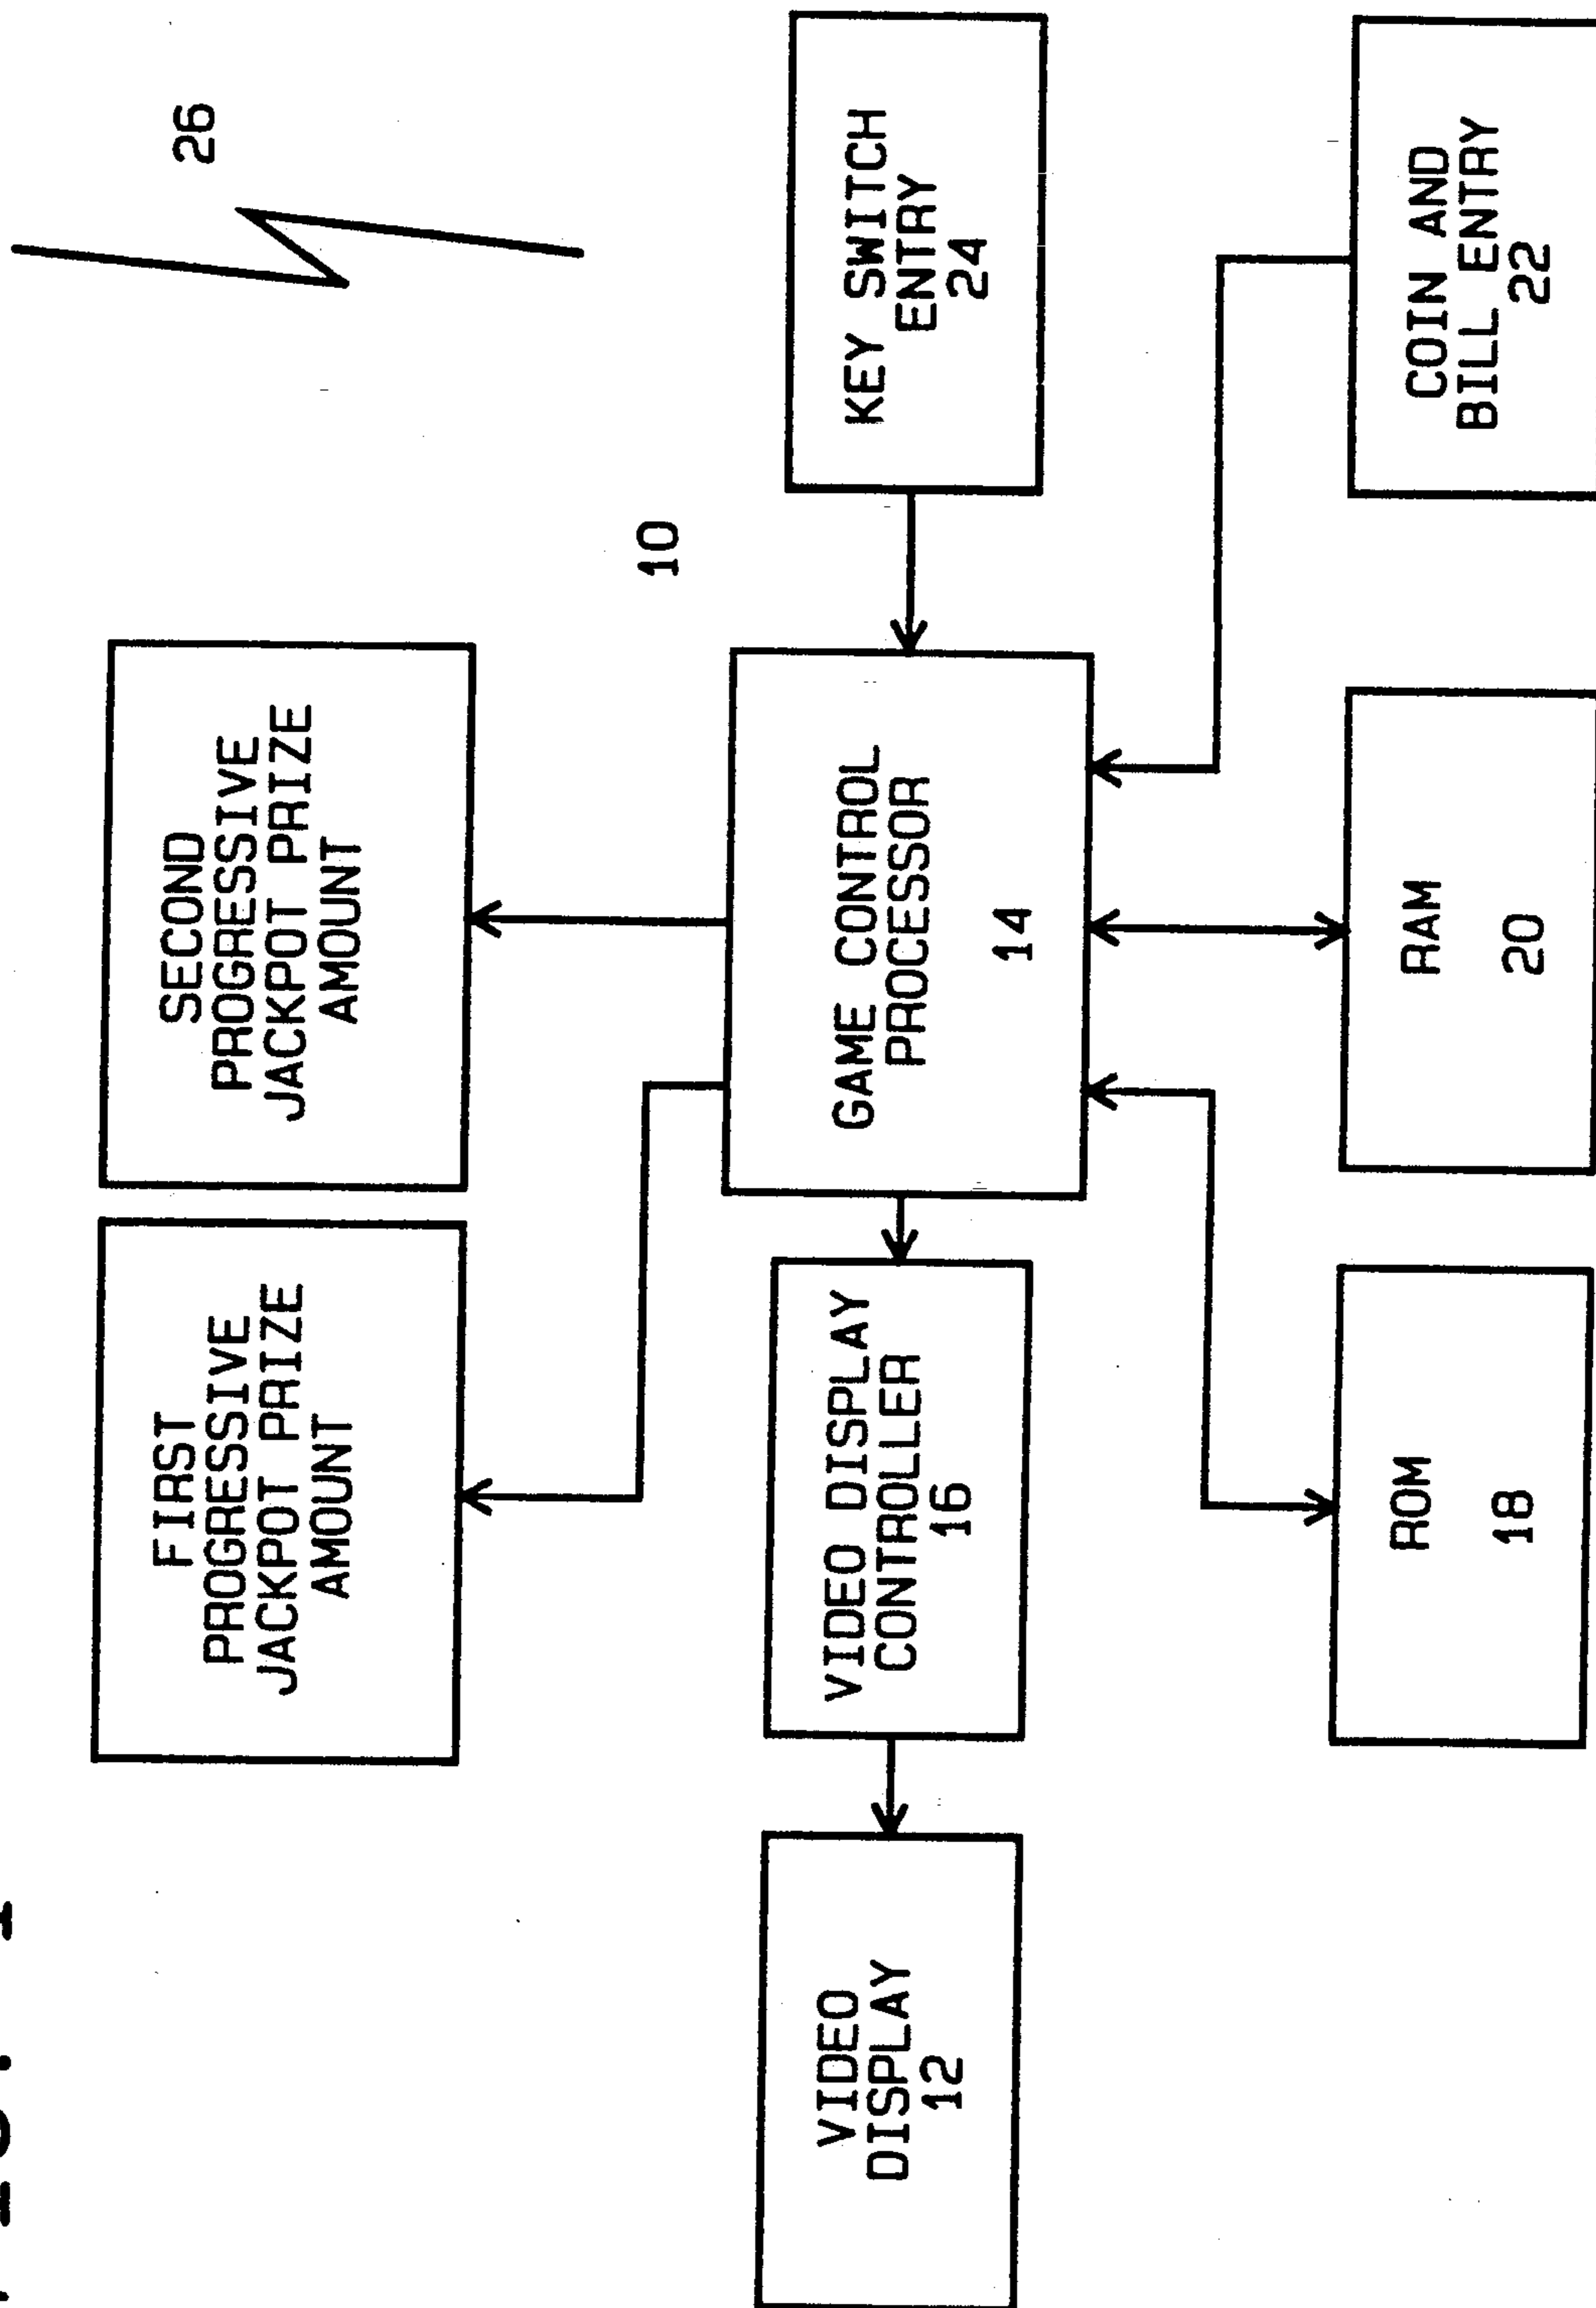 FIRST
PROGRESSIVE
JACKPOT PRIZE
AMOUNT
SECOND
PROGRESSIVE
JACKPOT PRIZE
AMOUNT
26
10
VIDEO
DISPLAY
12
VIDEO DISPLAY
CONTROLLER
16
GAME CONTROL
PROCESSOR
14
KEY SWITCH
ENTRY
24
ROM
18
RAM
20
COIN AND
BILL ENTRY
22